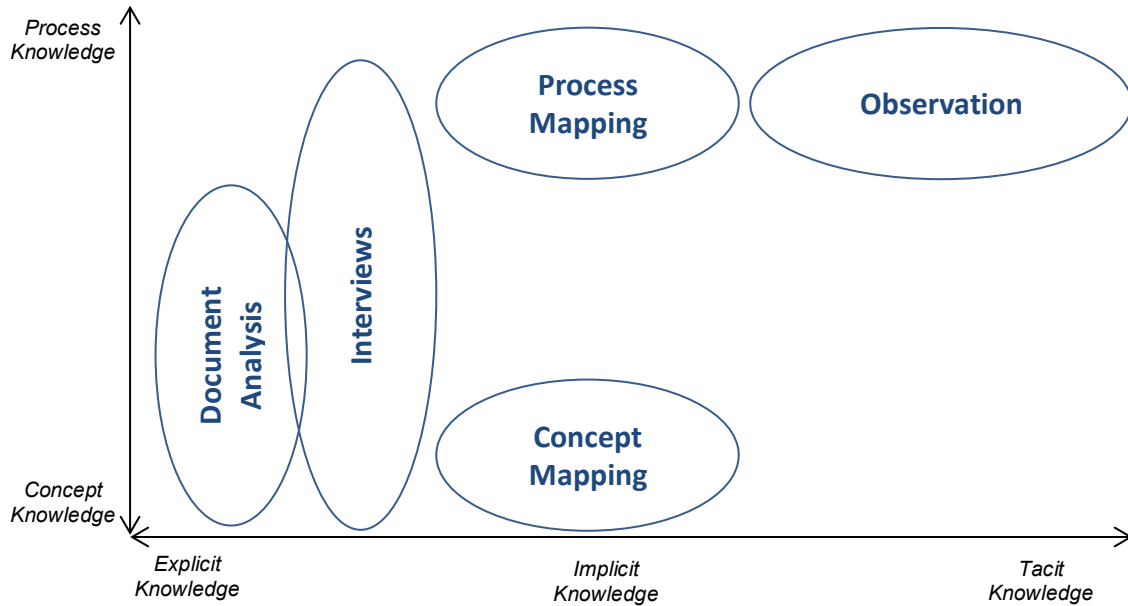 Process
Knowledge
Process
Mapping
Observation
Document
Analysis
Interviews
Concept
Mapping
Concept
Knowledge
Explicit
Knowledge
Implicit
Knowledge
Tacit
Knowledge